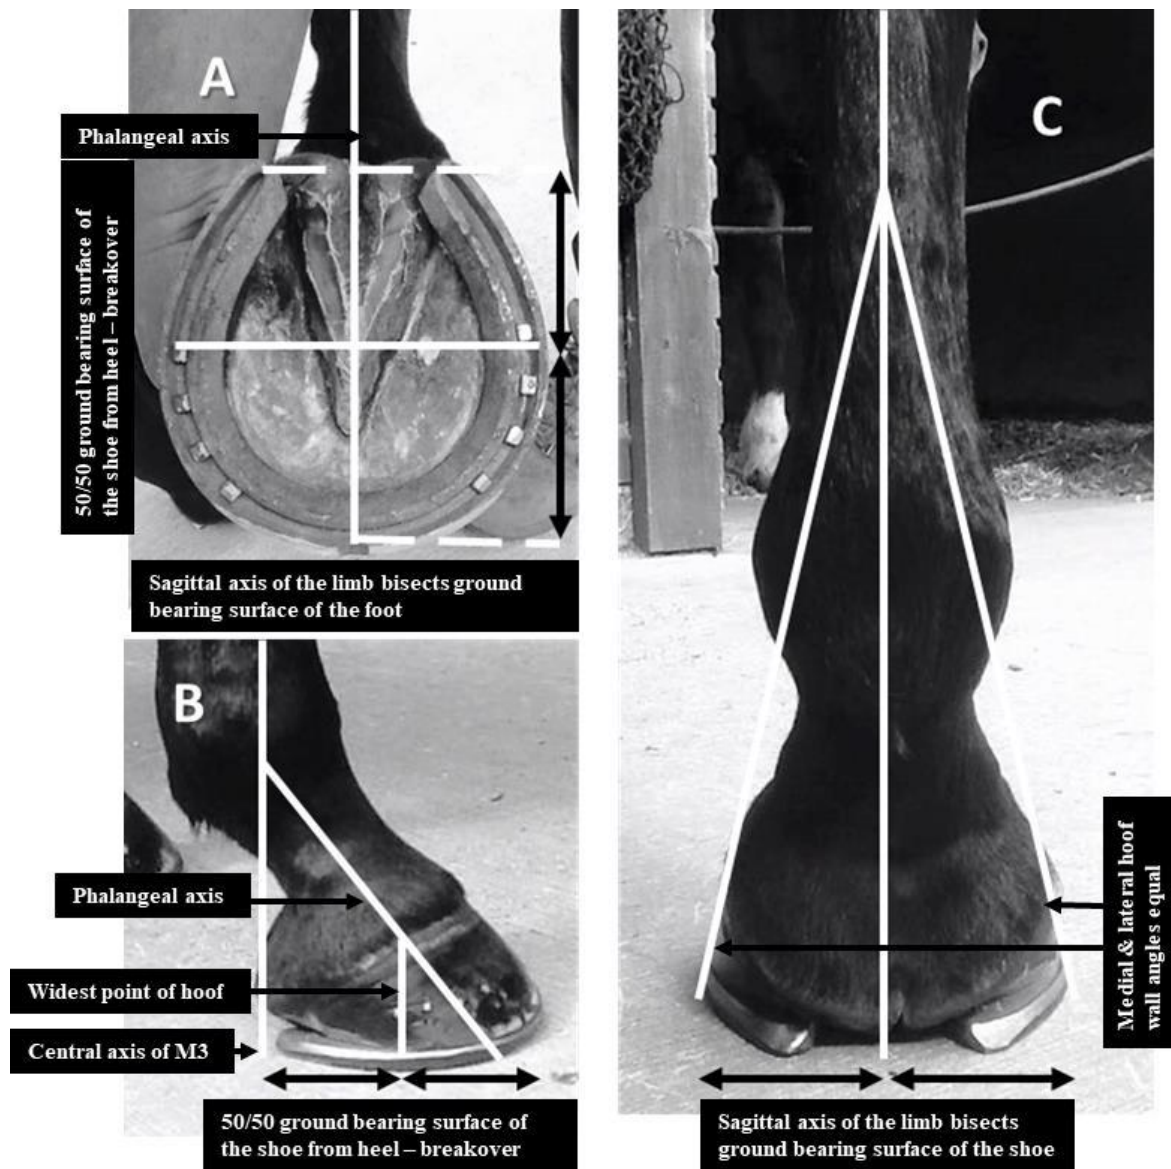 A
Phalangeal axis
50/50 ground bearing surface of
the shoe from heel – breakover
Sagittal axis of the limb bisects ground
bearing surface of the foot
B
Phalangeal axis
Widest point of hoof
Central axis of M3
50/50 ground bearing surface of
the shoe from heel – breakover
C
Medial & lateral hoof
wall angles equal
Sagittal axis of the limb bisects
ground bearing surface of the shoe